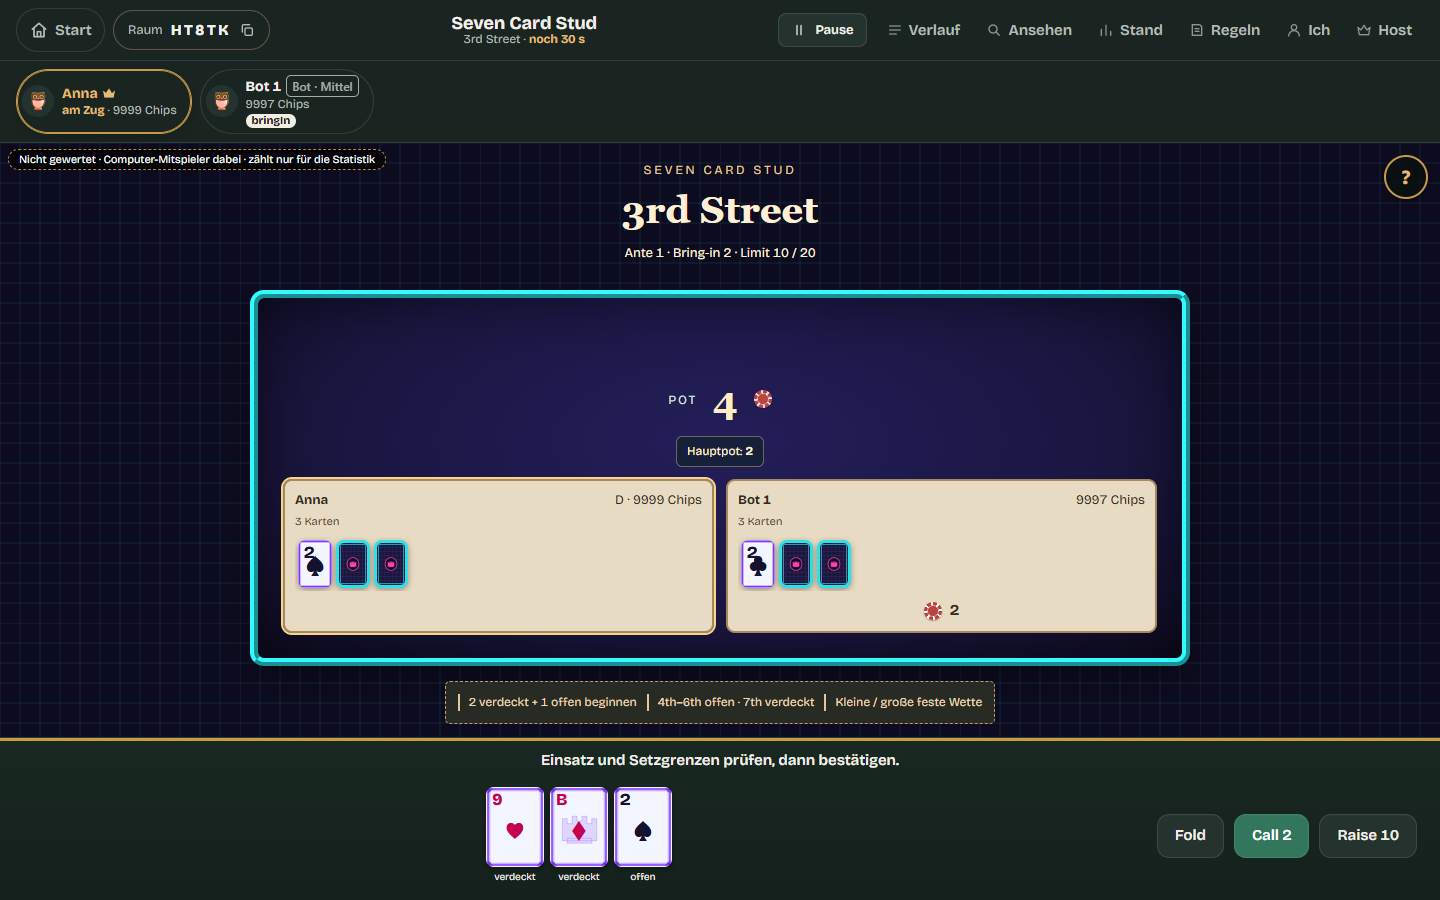 Start
Raum HT8TK
Seven Card Stud
3rd Street · noch 30 s
Pause
Verlauf
Ansehen
Stand
Regeln
Ich
Host
Anna
am Zug · 9999 Chips
Bot 1 Bot · Mittel
9997 Chips
bringIn
Nicht gewertet · Computer-Mitspieler dabei · zählt nur für die Statistik
?
SEVEN CARD STUD
3rd Street
Ante 1 · Bring-in 2 · Limit 10 / 20
POT 4
Hauptpot: 2
Anna D · 9999 Chips
3 Karten
2
Bot 1 9997 Chips
3 Karten
2
2
2 verdeckt + 1 offen beginnen
4th–6th offen · 7th verdeckt
Kleine / große feste Wette
Einsatz und Setzgrenzen prüfen, dann bestätigen.
9 B 2
verdeckt verdeckt offen
Fold
Call 2
Raise 10